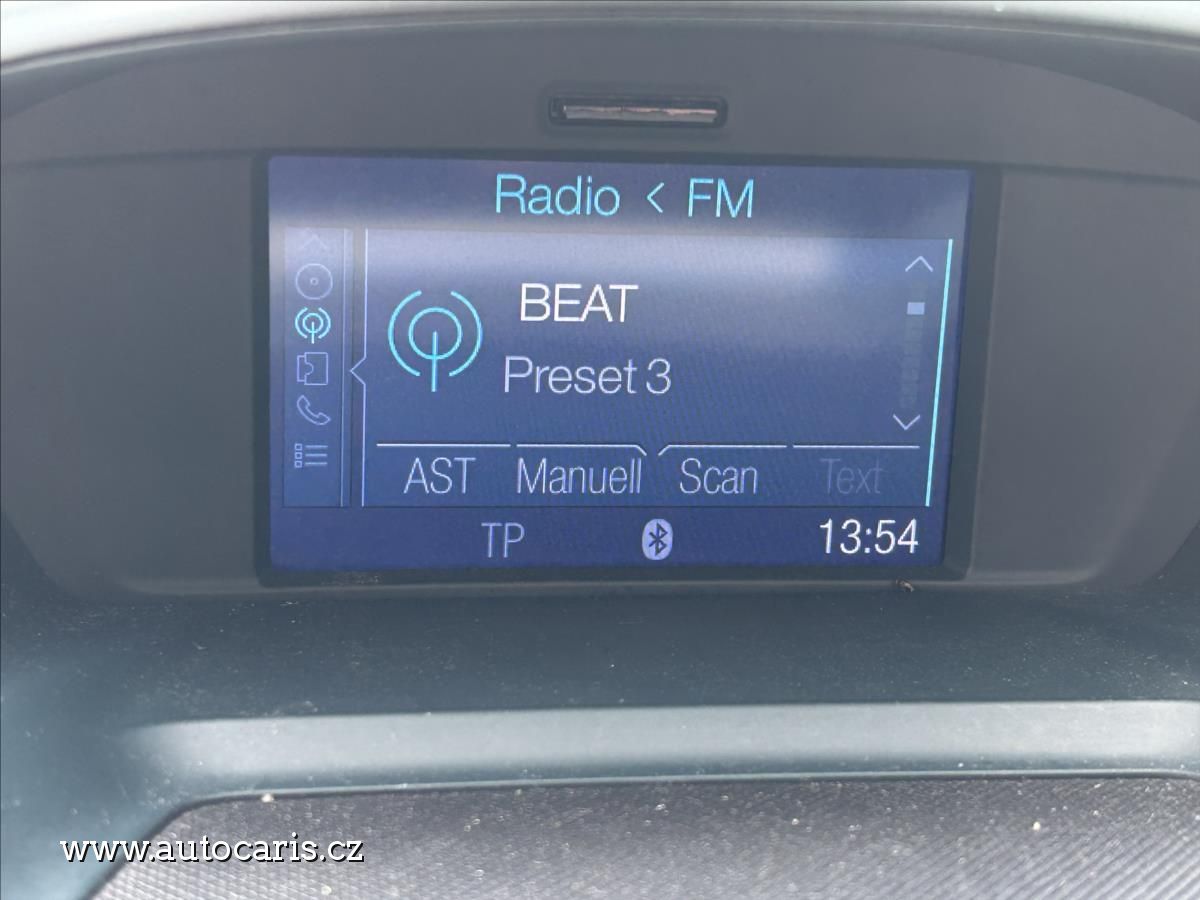 Radio < FM
BEAT
Preset 3
AST Manuell Scan Text
TP 13:54
www.autocaris.cz